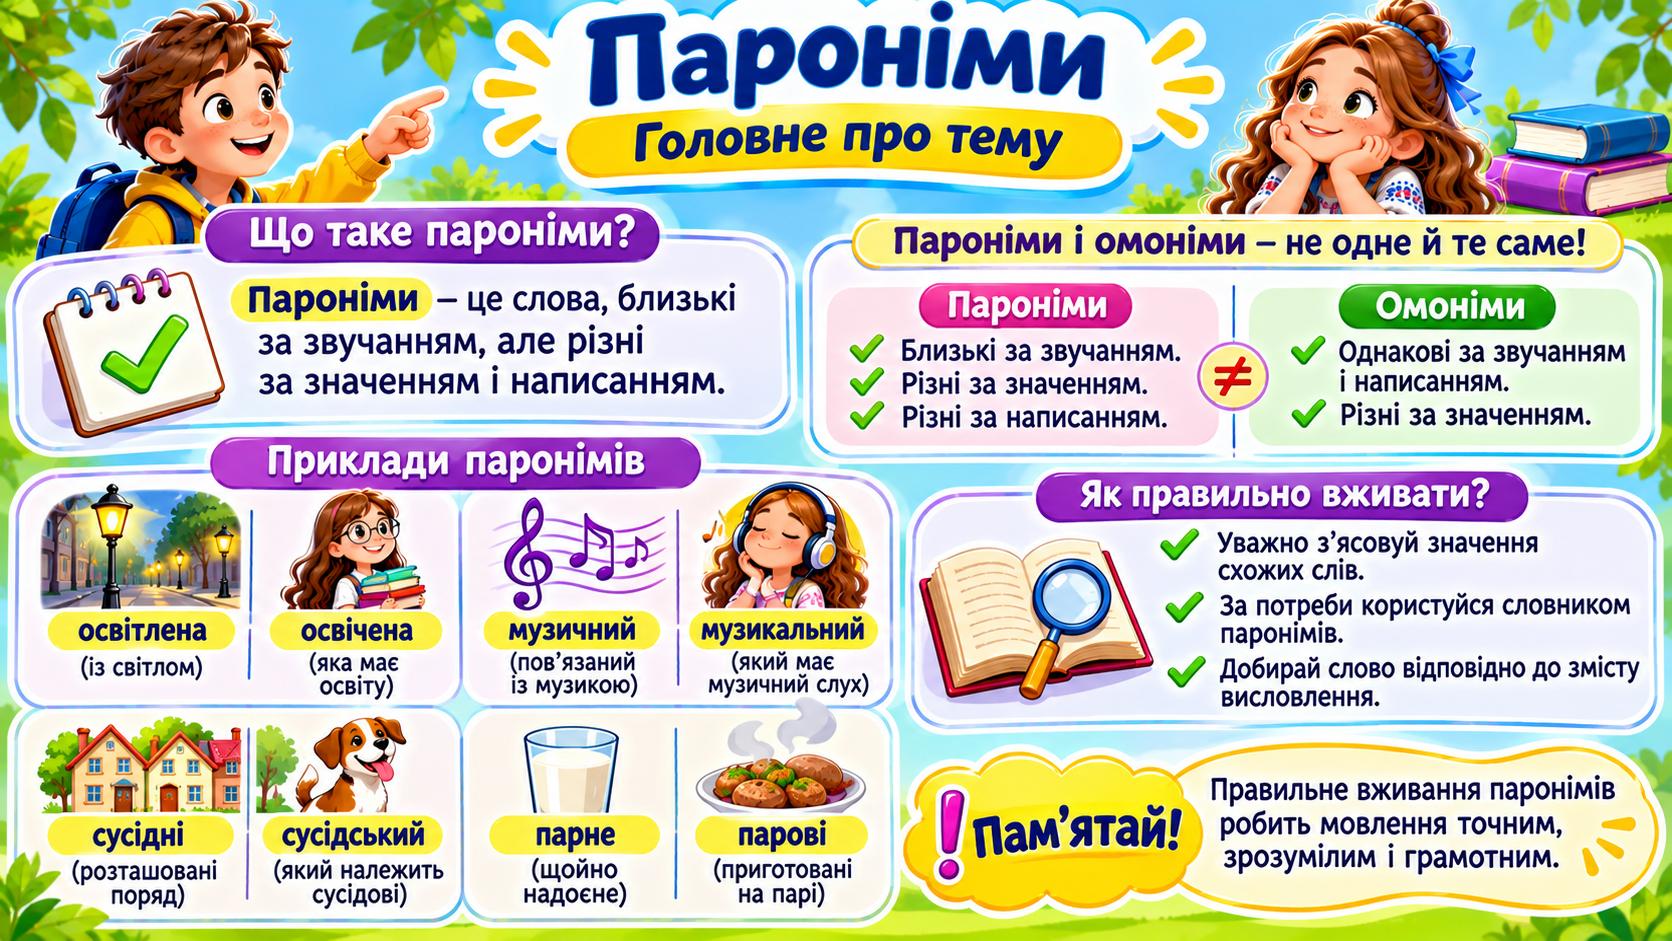 Пароніми
Головне про тему
Що таке пароніми?
Пароніми – це слова, близькі
за звучанням, але різні
за значенням і написанням.
Пароніми і омоніми – не одне й те саме!
Пароніми
Близькі за звучанням.
Різні за значенням.
Різні за написанням.
≠
Омоніми
Однакові за звучанням
і написанням.
Різні за значенням.
Приклади паронімів
освітлена
(із світлом)
освічена
(яка має
освіту)
музичний
(пов’язаний
із музикою)
музикальний
(який має
музичний слух)
сусідні
(розташовані
поряд)
сусідський
(який належить
сусідові)
парне
(щойно
надоєне)
парові
(приготовані
на парі)
Як правильно вживати?
Уважно з’ясовуй значення
схожих слів.
За потреби користуйся словником
паронімів.
Добирай слово відповідно до змісту
висловлення.
Пам’ятай!
Правильне вживання паронімів
робить мовлення точним,
зрозумілим і грамотним.